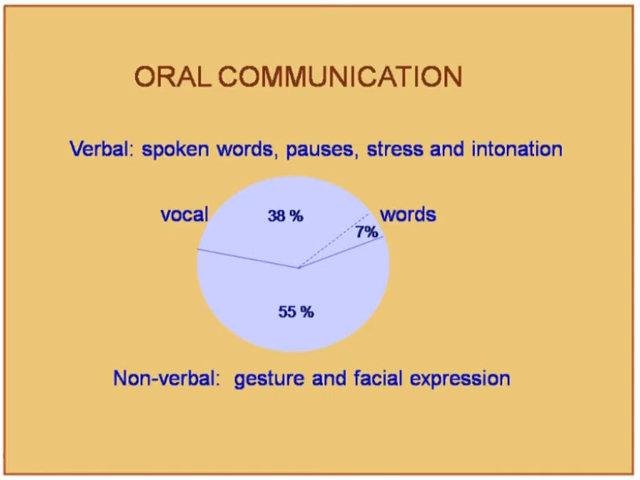 ORAL COMMUNICATION
Verbal: spoken words, pauses, stress and intonation
vocal 38 % words
7%
55 %
Non-verbal: gesture and facial expression